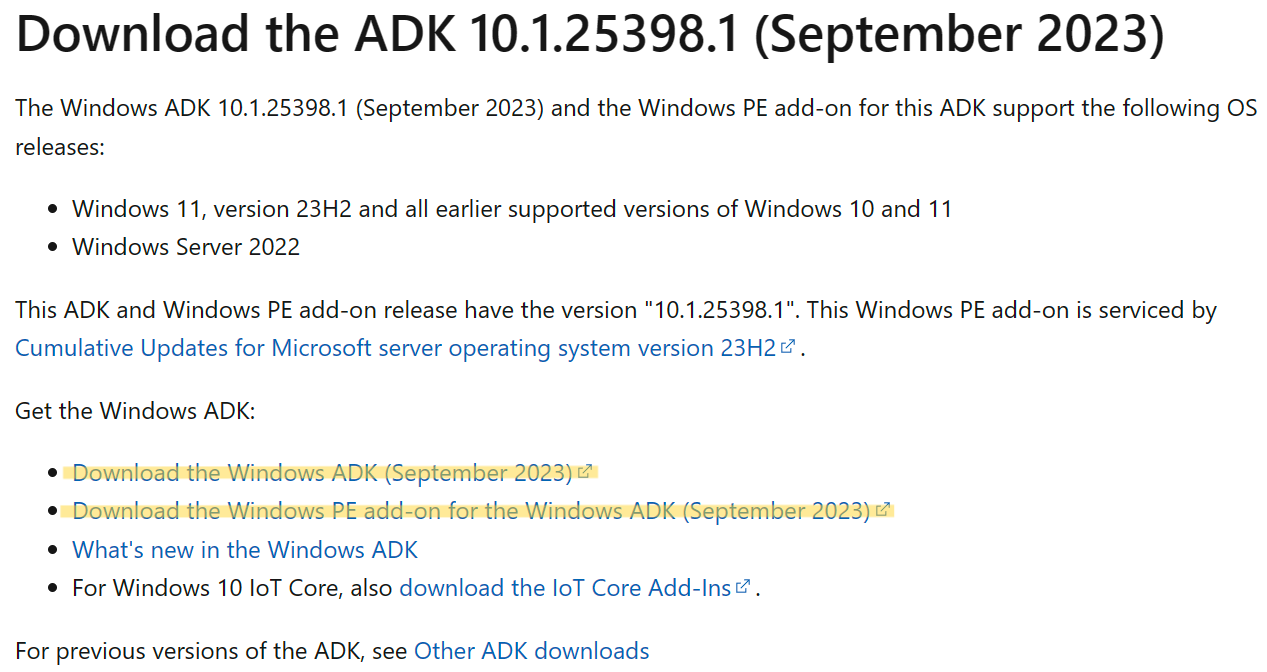 Download the ADK 10.1.25398.1 (September 2023)
The Windows ADK 10.1.25398.1 (September 2023) and the Windows PE add-on for this ADK support the following OS
releases:
• Windows 11, version 23H2 and all earlier supported versions of Windows 10 and 11
• Windows Server 2022
This ADK and Windows PE add-on release have the version "10.1.25398.1". This Windows PE add-on is serviced by
Cumulative Updates for Microsoft server operating system version 23H2.
Get the Windows ADK:
• Download the Windows ADK (September 2023)
• Download the Windows PE add-on for the Windows ADK (September 2023)
• What's new in the Windows ADK
• For Windows 10 IoT Core, also download the IoT Core Add-Ins.
For previous versions of the ADK, see Other ADK downloads